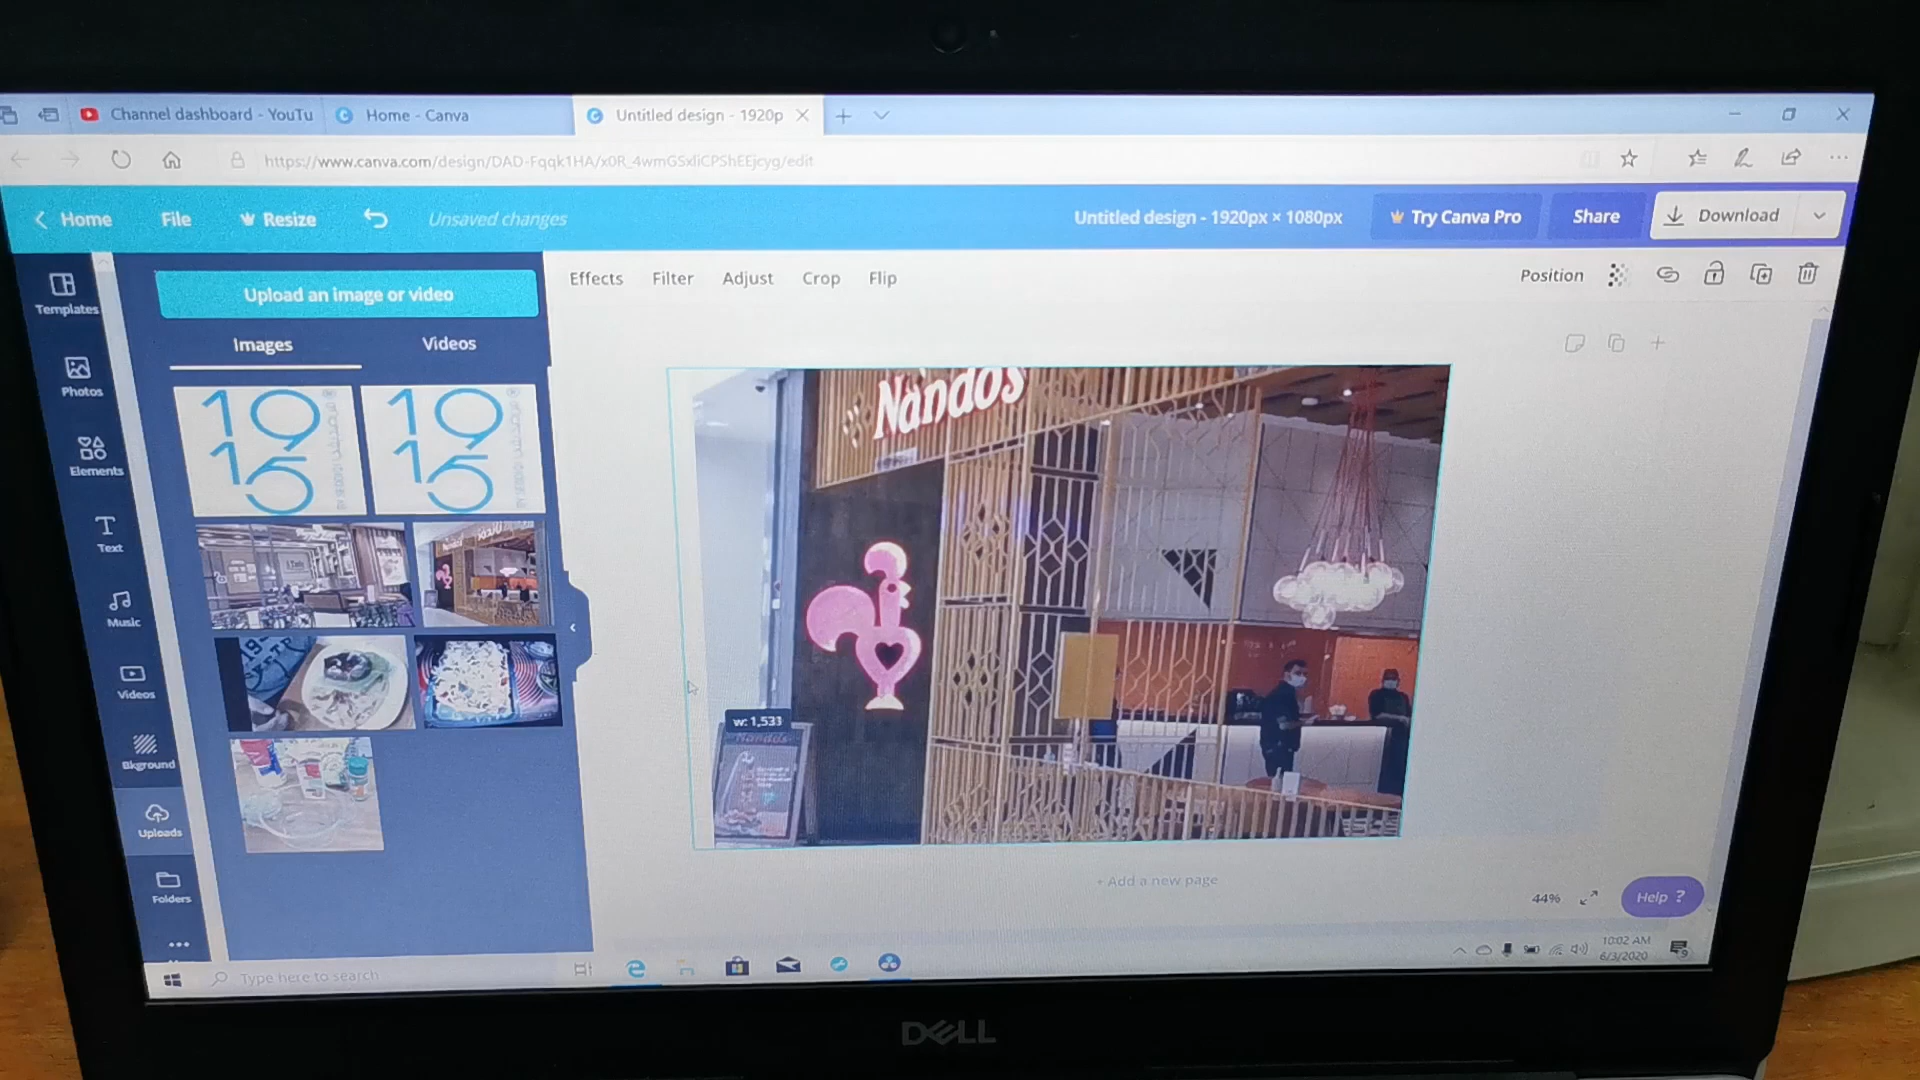 Channel dashboard - YouTu
Home - Canva
Untitled design - 1920p
https://www.canva.com/design/DAD-Fqqk1HA/x0R_4wmGSxliCPShEEjcyg/edit
Home
File
Resize
Unsaved changes
Untitled design - 1920px × 1080px
Try Canva Pro
Share
Download
Templates
Photos
Elements
Text
Music
Videos
Bkground
Uploads
Folders
Upload an image or video
Images
Videos
1915
1915
Effects
Filter
Adjust
Crop
Flip
Position
Nando's
w: 1,533
Nando's
+ Add a new page
44%
Help ?
Type here to search
10:02 AM
6/3/2020
DELL